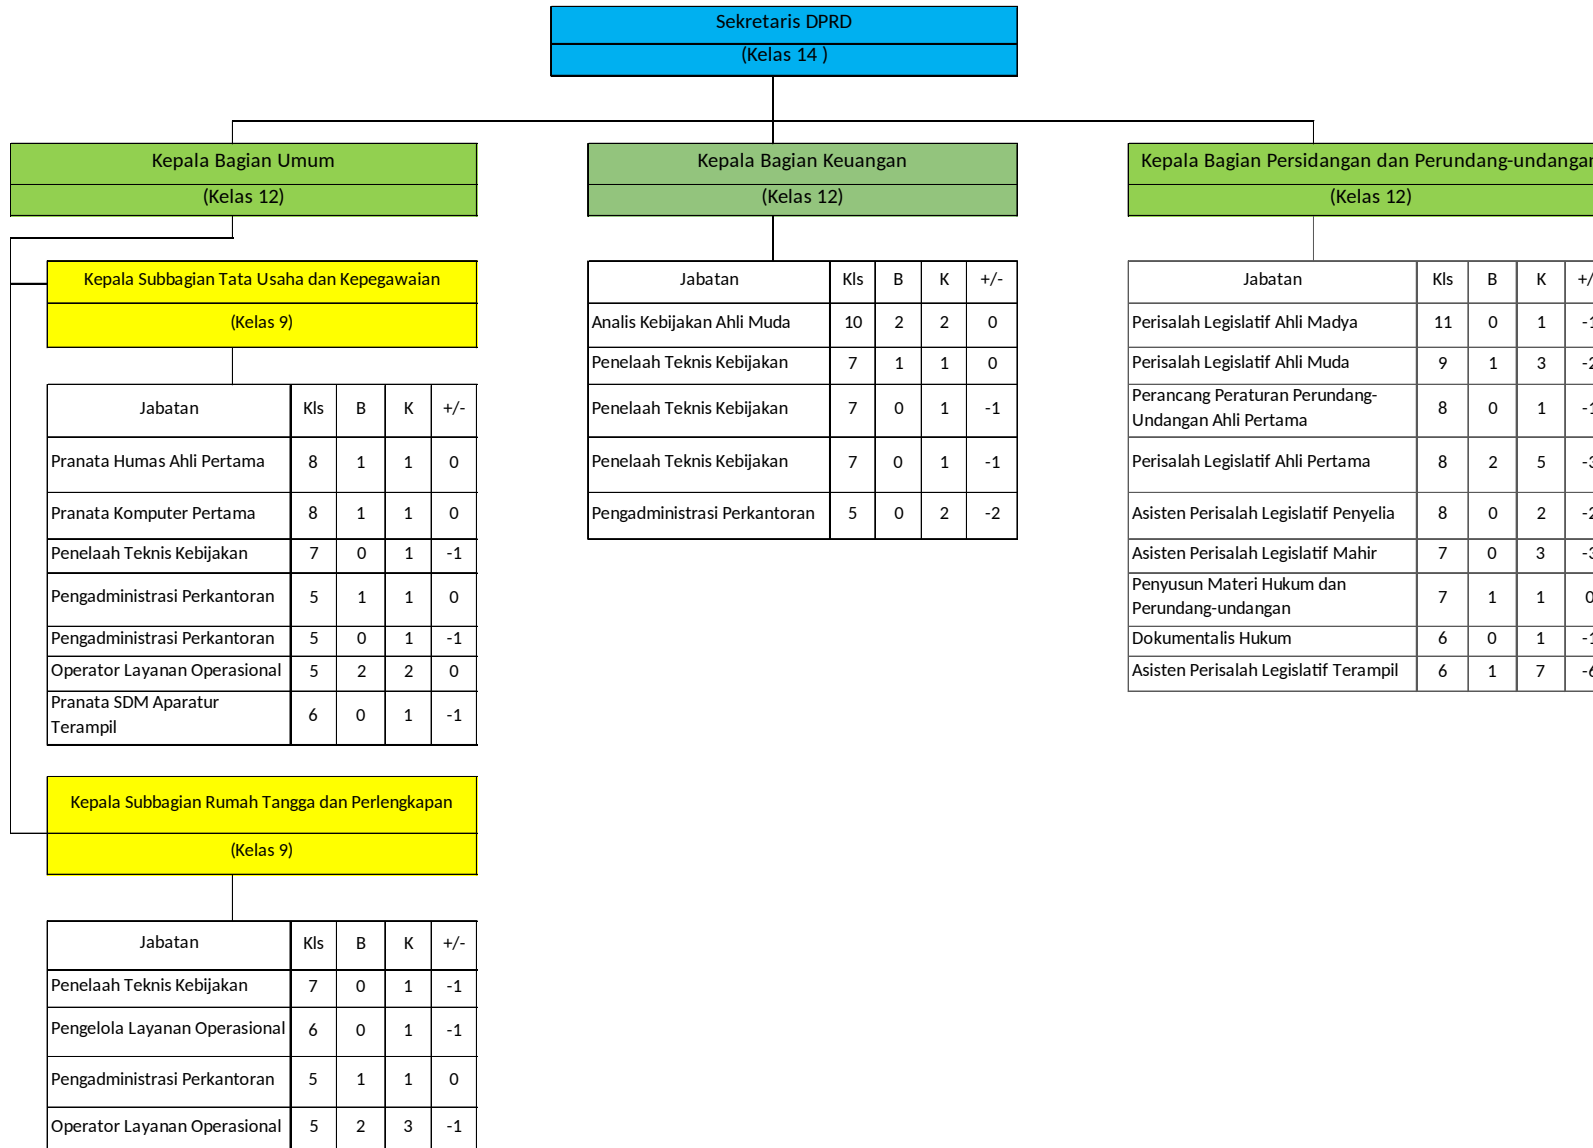 Sekretaris DPRD
(Kelas 14 )
Kepala Bagian Umum
(Kelas 12)
Kepala Subbagian Tata Usaha dan Kepegawaian
(Kelas 9)
Jabatan Kls B K +/-
Pranata Humas Ahli Pertama 8 1 1 0
Pranata Komputer Pertama 8 1 1 0
Penelaah Teknis Kebijakan 7 0 1 -1
Pengadministrasi Perkantoran 5 1 1 0
Pengadministrasi Perkantoran 5 0 1 -1
Operator Layanan Operasional 5 2 2 0
Pranata SDM Aparatur
Terampil 6 0 1 -1
Kepala Subbagian Rumah Tangga dan Perlengkapan
(Kelas 9)
Jabatan Kls B K +/-
Penelaah Teknis Kebijakan 7 0 1 -1
Pengelola Layanan Operasional 6 0 1 -1
Pengadministrasi Perkantoran 5 1 1 0
Operator Layanan Operasional 5 2 3 -1
Kepala Bagian Keuangan
(Kelas 12)
Jabatan Kls B K +/-
Analis Kebijakan Ahli Muda 10 2 2 0
Penelaah Teknis Kebijakan 7 1 1 0
Penelaah Teknis Kebijakan 7 0 1 -1
Penelaah Teknis Kebijakan 7 0 1 -1
Pengadministrasi Perkantoran 5 0 2 -2
Kepala Bagian Persidangan dan Perundang-undangan
(Kelas 12)
Jabatan Kls B K +/
Perisalah Legislatif Ahli Madya 11 0 1 -1
Perisalah Legislatif Ahli Muda 9 1 3 -2
Perancang Peraturan Perundang-
Undangan Ahli Pertama 8 0 1 -1
Perisalah Legislatif Ahli Pertama 8 2 5 -3
Asisten Perisalah Legislatif Penyelia 8 0 2 -2
Asisten Perisalah Legislatif Mahir 7 0 3 -3
Penyusun Materi Hukum dan
Perundang-undangan 7 1 1 0
Dokumentalis Hukum 6 0 1 -1
Asisten Perisalah Legislatif Terampil 6 1 7 -6